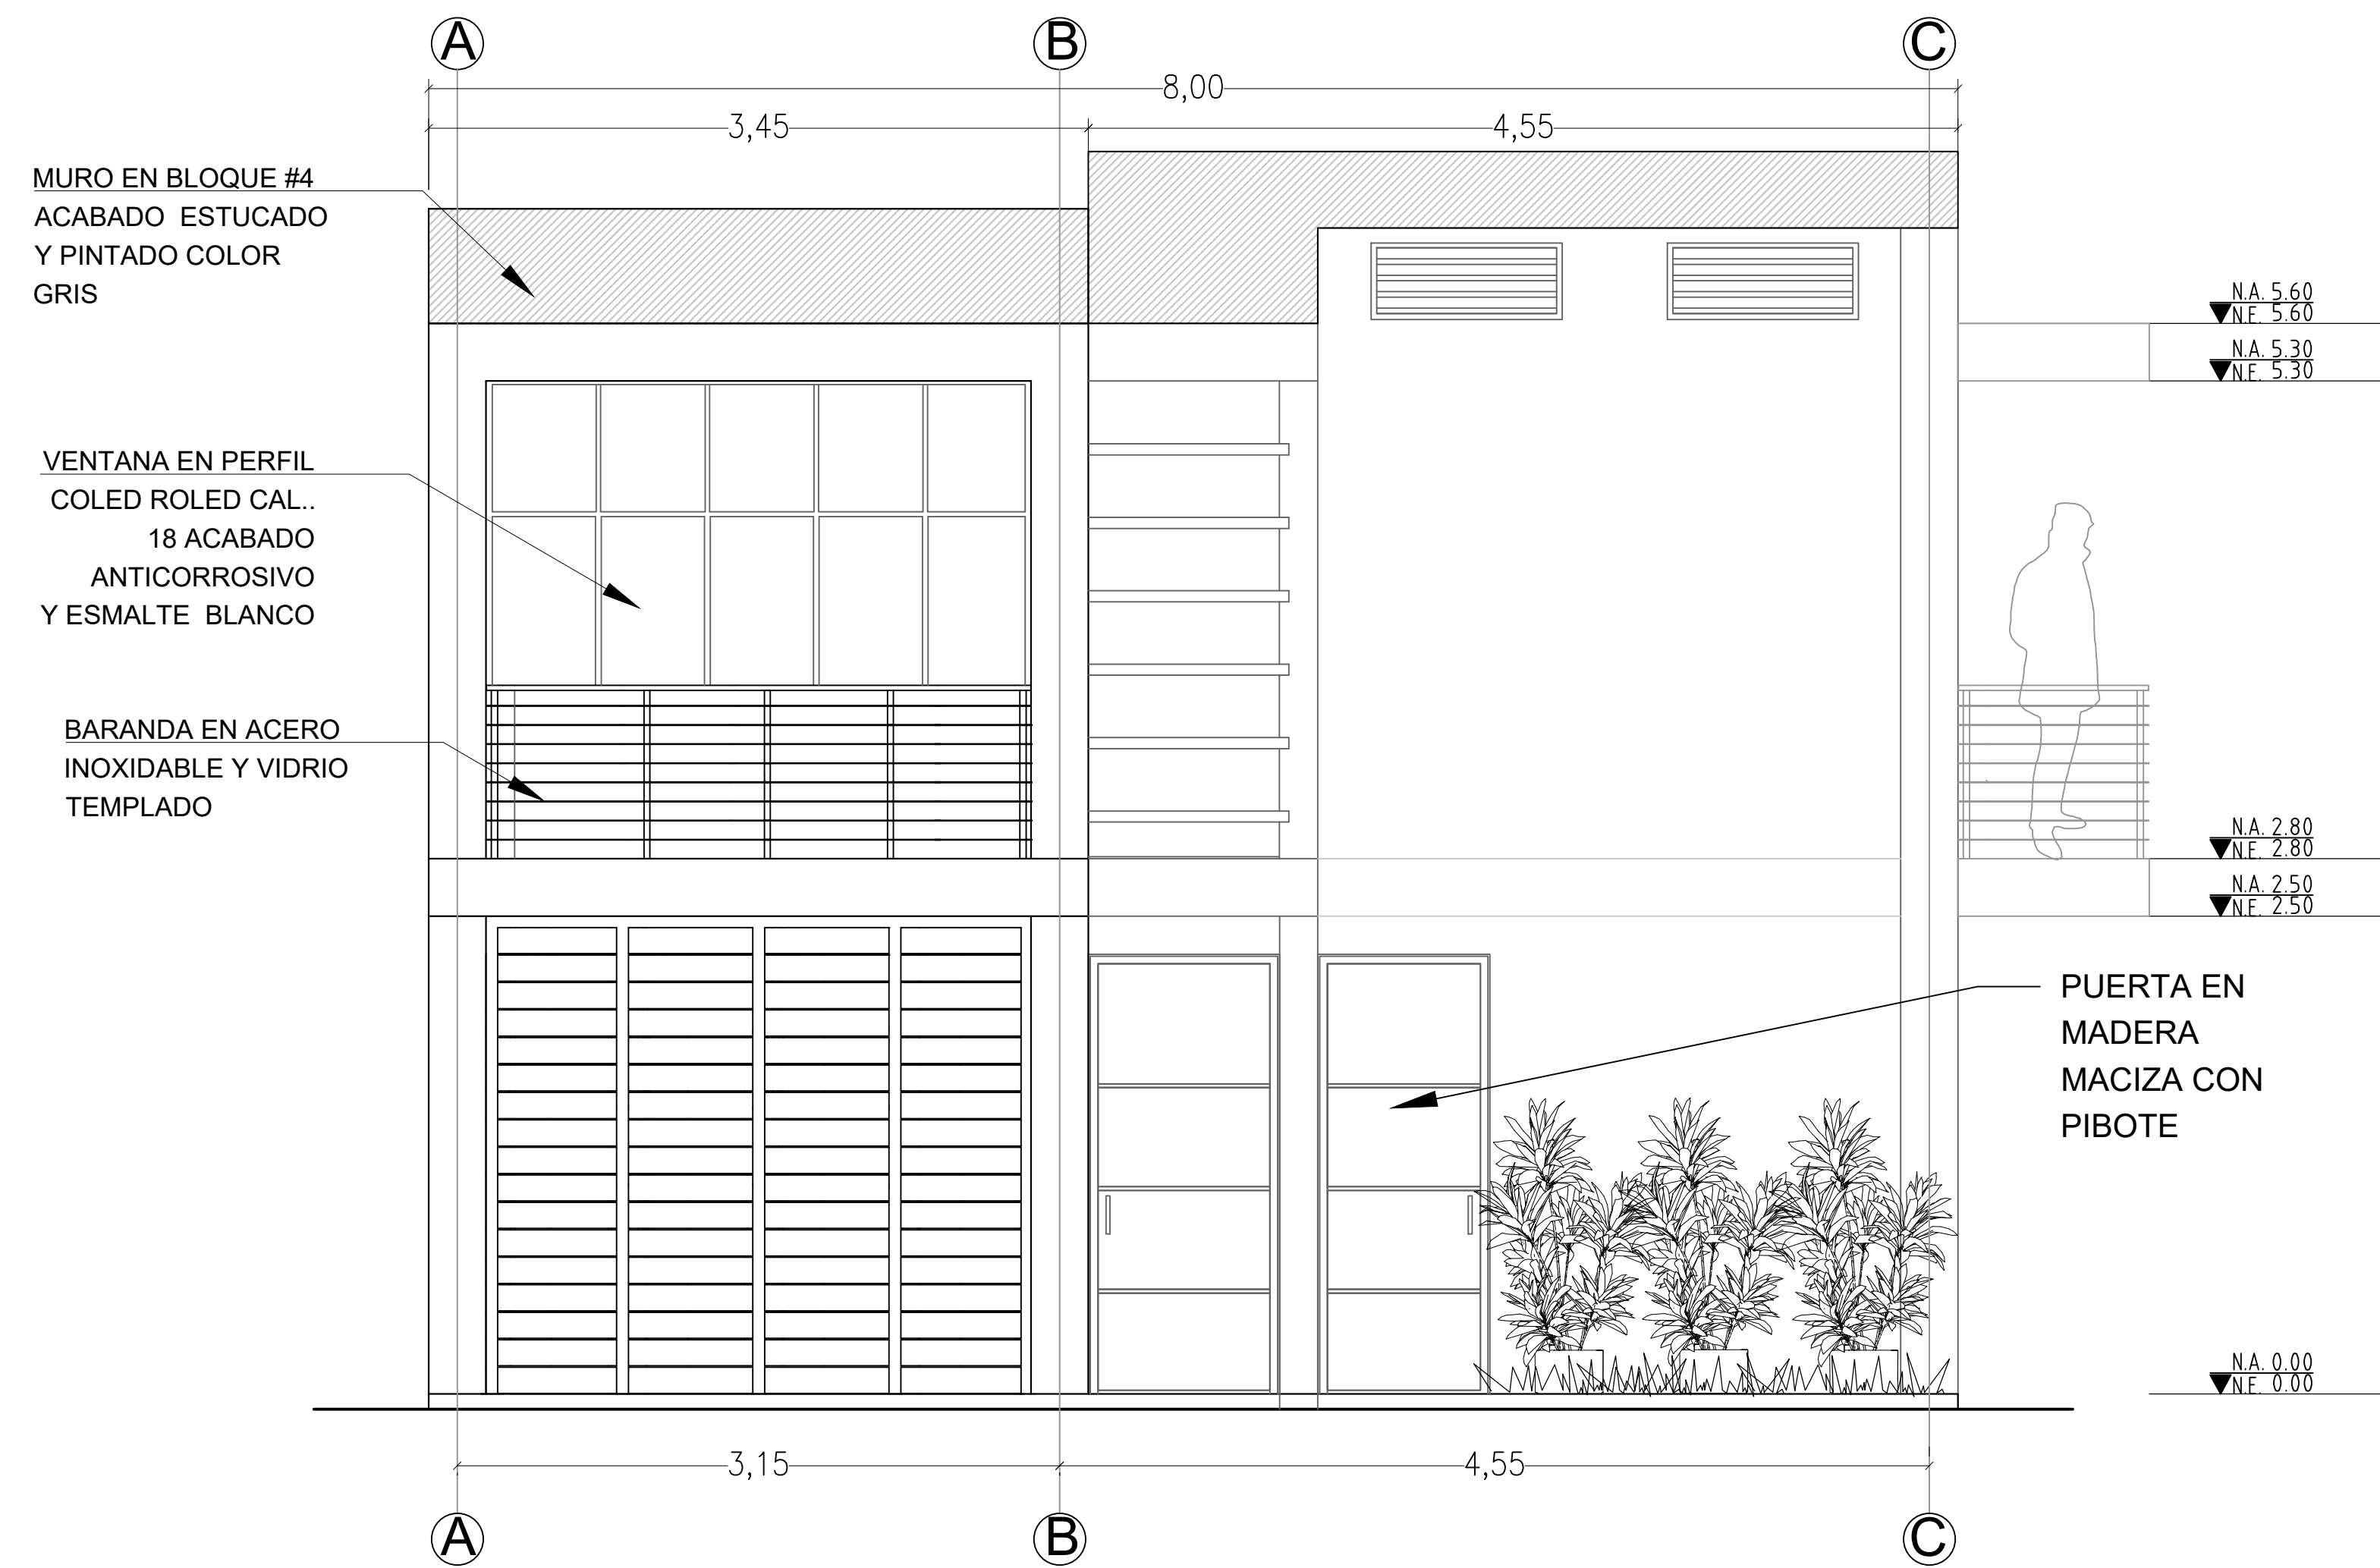 A
B
C
8,00
3,45
4,55
MURO EN BLOQUE #4
ACABADO ESTUCADO
Y PINTADO COLOR
GRIS
N.A. 5.60
N.E. 5.60
N.A. 5.30
N.E. 5.30
VENTANA EN PERFIL
COLED ROLED CAL..
18 ACABADO
ANTICORROSIVO
Y ESMALTE BLANCO
BARANDA EN ACERO
INOXIDABLE Y VIDRIO
TEMPLADO
N.A. 2.80
N.E. 2.80
N.A. 2.50
N.E. 2.50
PUERTA EN
MADERA
MACIZA CON
PIBOTE
N.A. 0.00
N.E. 0.00
3,15
4,55
A
B
C